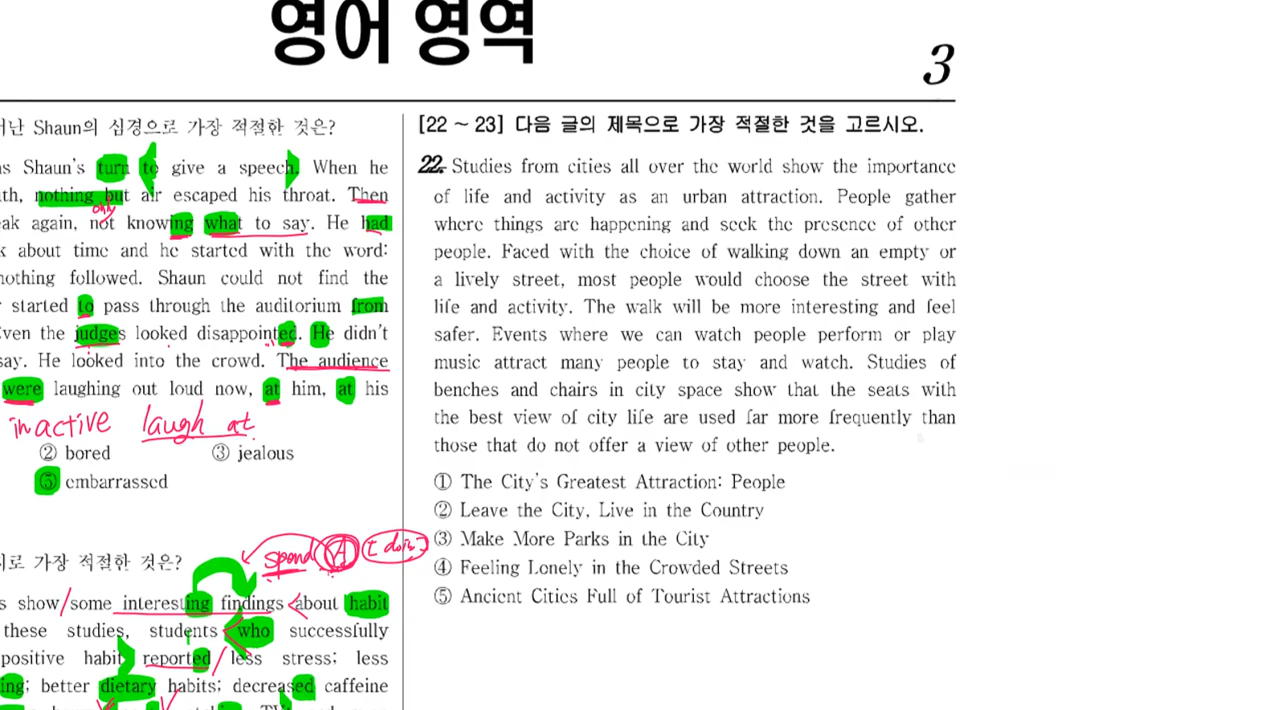 영어 영역
3
Shaun의 심경으로 가장 적절한 것은?
Shaun's turn to give a speech. When he
nothing but air escaped his throat. Then
only
again, not knowing what to say. He had
about time and he started with the word:
nothing followed. Shaun could not find the
started to pass through the auditorium from
the judges looked disappointed. He didn't
say. He looked into the crowd. The audience
were laughing out loud now, at him, at his
inactive laugh at
② bored ③ jealous
⑤ embarrassed
spend A [doing]
가장 적절한 것은?
show/some interesting findings about habit
these studies, students who successfully
positive habit reported / less stress; less
better dietary habits; decreased caffeine
[22 ~ 23] 다음 글의 제목으로 가장 적절한 것을 고르시오.
22. Studies from cities all over the world show the importance
of life and activity as an urban attraction. People gather
where things are happening and seek the presence of other
people. Faced with the choice of walking down an empty or
a lively street, most people would choose the street with
life and activity. The walk will be more interesting and feel
safer. Events where we can watch people perform or play
music attract many people to stay and watch. Studies of
benches and chairs in city space show that the seats with
the best view of city life are used far more frequently than
those that do not offer a view of other people.
① The City's Greatest Attraction: People
② Leave the City, Live in the Country
③ Make More Parks in the City
④ Feeling Lonely in the Crowded Streets
⑤ Ancient Cities Full of Tourist Attractions